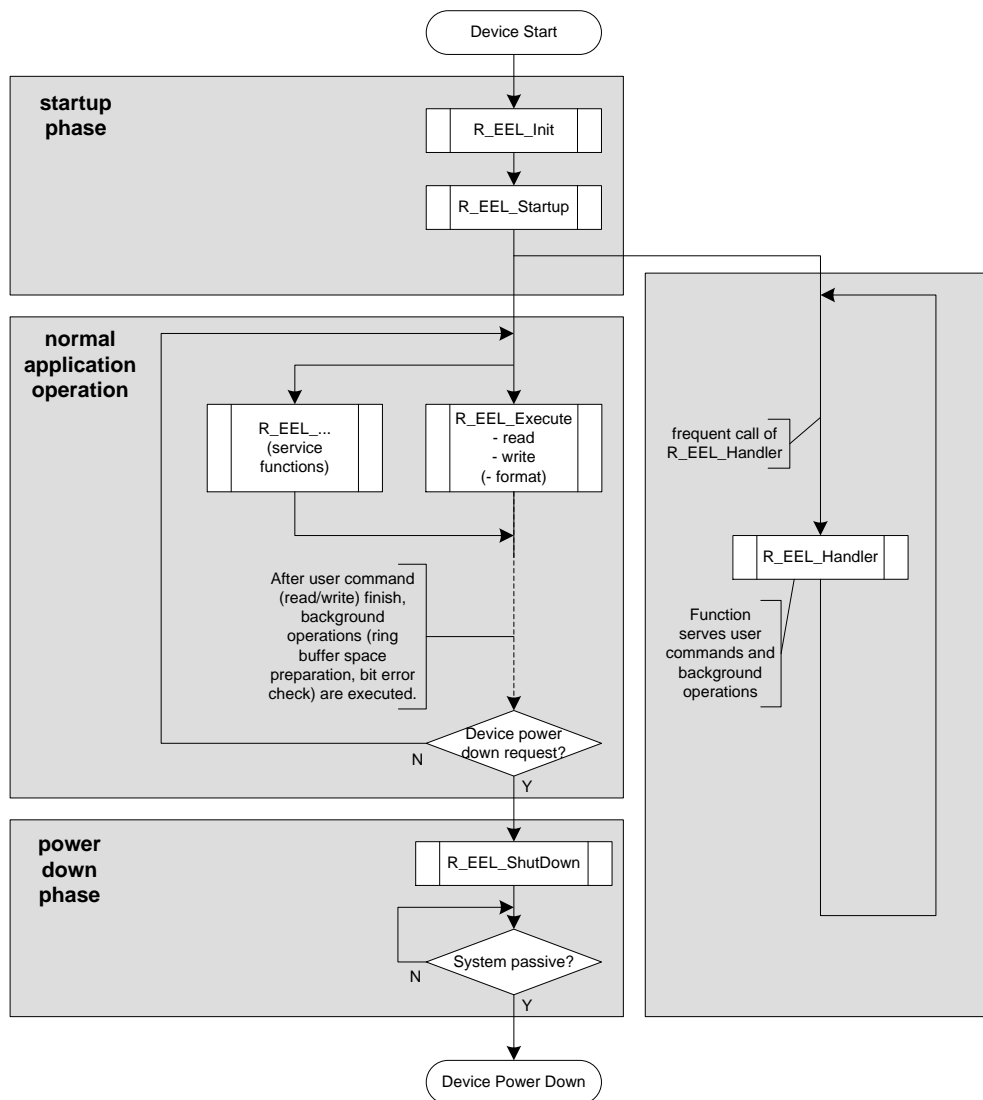 Device Start
startup
phase
R_EEL_Init
R_EEL_Startup
normal
application
operation
R_EEL_...
(service
functions)
R_EEL_Execute
- read
- write
(- format)
frequent call of
R_EEL_Handler
R_EEL_Handler
After user command
(read/write) finish,
background
operations (ring
buffer space
preparation, bit error
check) are executed.
Function
serves user
commands and
background
operations
Device power
down request?
N
Y
power
down
phase
R_EEL_ShutDown
System passive?
N
Y
Device Power Down